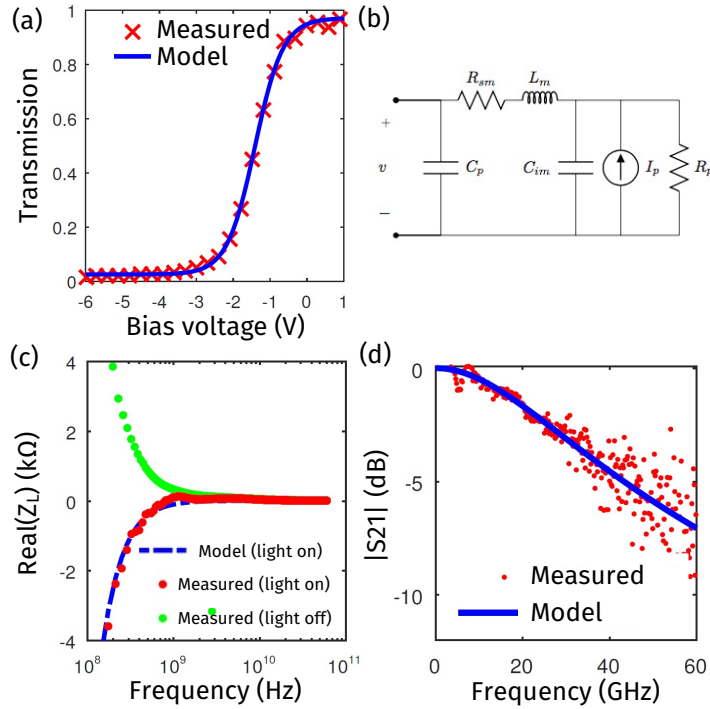 (a)
Measured
Model
Transmission
1
0.8
0.6
0.4
0.2
0
-6 -5 -4 -3 -2 -1 0 1
Bias voltage (V)
(b)
R_sm L_m
+
v
−
C_p C_im I_p
(c)
Real(Z_L) (kΩ)
4
2
0
-2
-4
Model (light on)
Measured (light on)
Measured (light off)
10^8 10^9 10^10 10^11
Frequency (Hz)
(d)
|S21| (dB)
0
-5
-10
Measured
Model
0 20 40 60
Frequency (GHz)